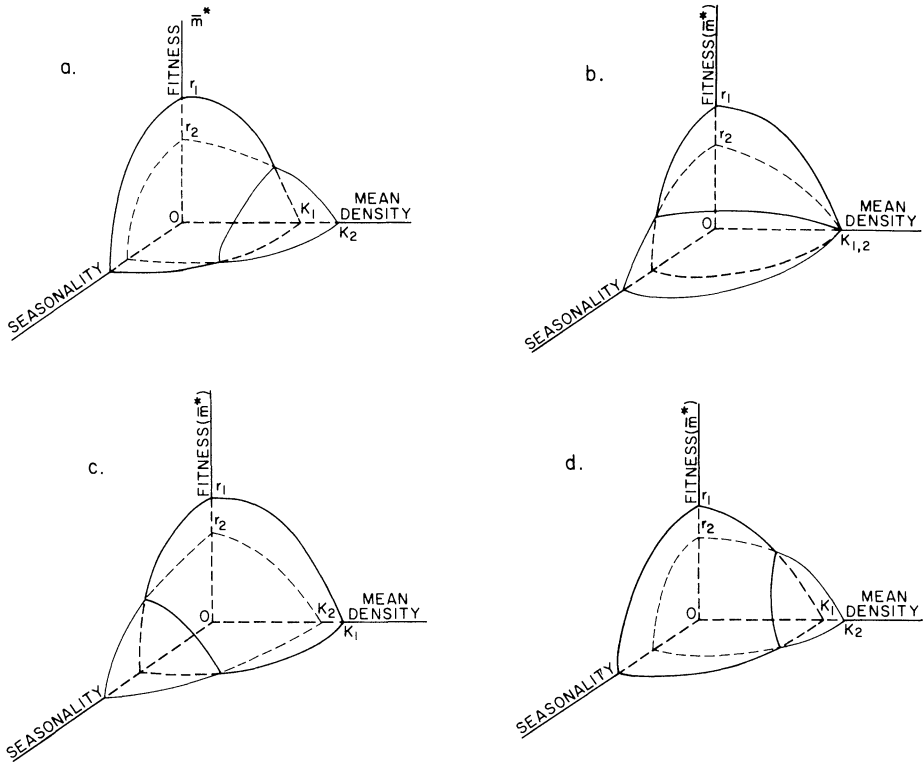 a.
FITNESS m̅*
r₁
r₂
O
K₁
K₂
MEAN
DENSITY
SEASONALITY
b.
FITNESS(m̅*)
r₁
r₂
O
K₁,₂
MEAN
DENSITY
SEASONALITY
c.
FITNESS(m̅*)
r₁
r₂
O
K₂
K₁
MEAN
DENSITY
SEASONALITY
d.
FITNESS(m̅*)
r₁
r₂
O
K₁
K₂
MEAN
DENSITY
SEASONALITY